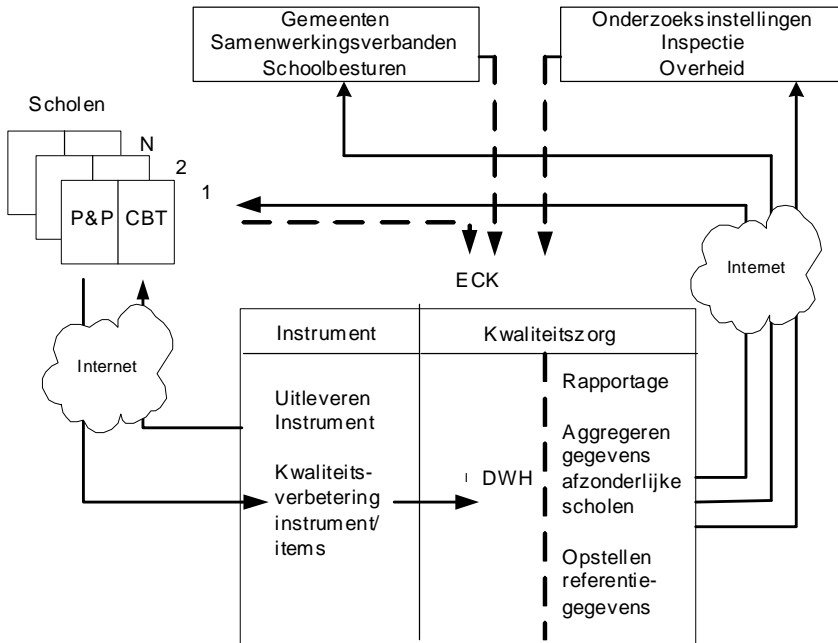 Gemeenten
Samenwerkingsverbanden
Schoolbesturen
Onderzoeksinstellingen
Inspectie
Overheid
Scholen
N
2
1
P&P
CBT
ECK
Internet
Internet
Instrument
Kwaliteitszorg
Uitleveren
Instrument
Kwaliteits-
verbetering
instrument/
items
DWH
Rapportage
Aggregeren
gegevens
afzonderlijke
scholen
Opstellen
referentie-
gegevens